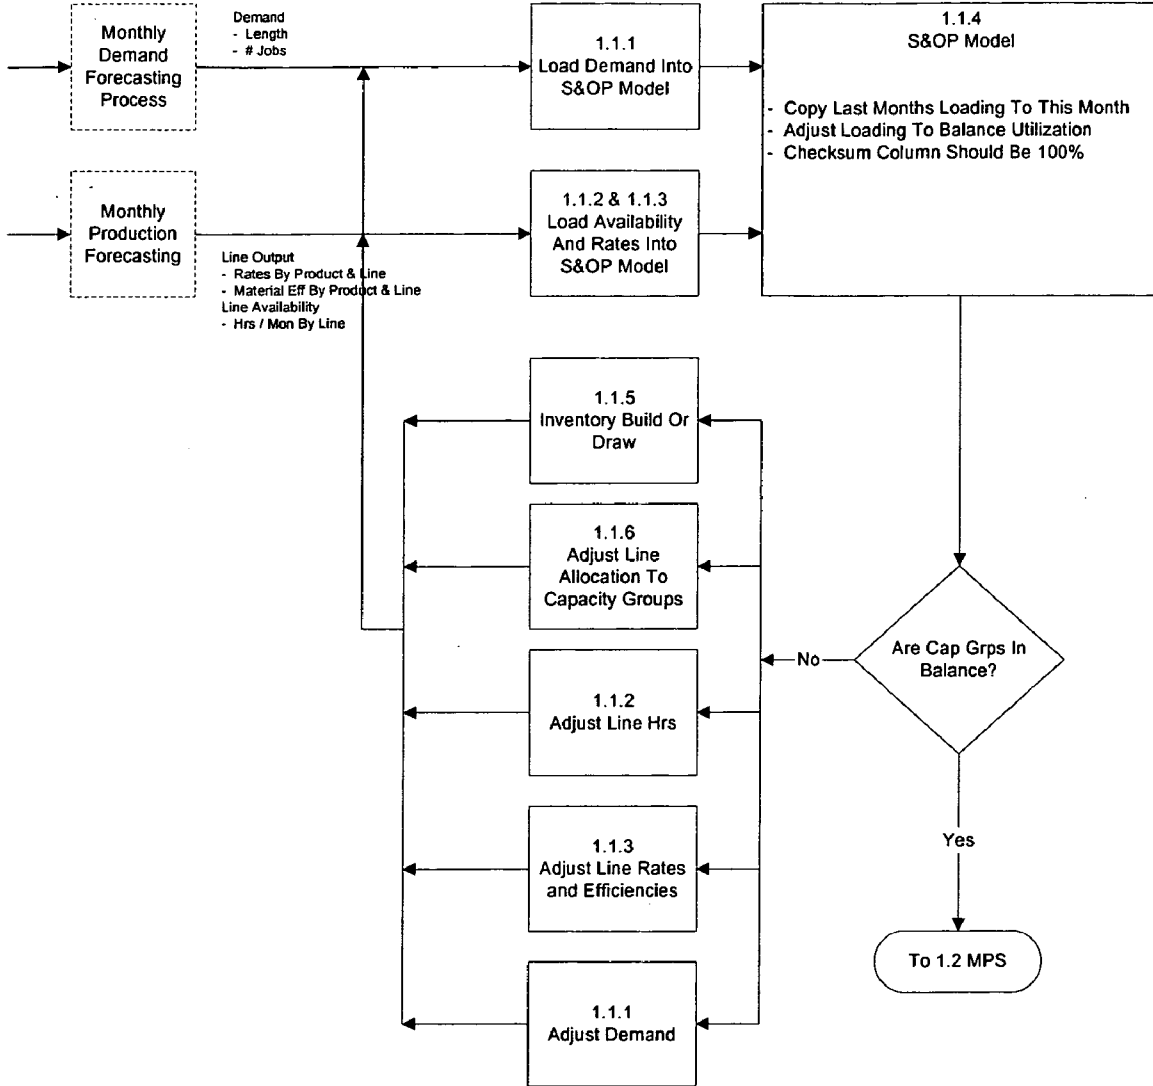 Monthly
Demand
Forecasting
Process
Demand
- Length
- # Jobs
1.1.1
Load Demand Into
S&OP Model
1.1.4
S&OP Model
- Copy Last Months Loading To This Month
- Adjust Loading To Balance Utilization
- Checksum Column Should Be 100%
Monthly
Production
Forecasting
Line Output
- Rates By Product & Line
- Material Eff By Product & Line
Line Availability
- Hrs / Mon By Line
1.1.2 & 1.1.3
Load Availability
And Rates Into
S&OP Model
1.1.5
Inventory Build Or
Draw
1.1.6
Adjust Line
Allocation To
Capacity Groups
1.1.2
Adjust Line Hrs
1.1.3
Adjust Line Rates
and Efficiencies
1.1.1
Adjust Demand
No
Are Cap Grps In
Balance?
Yes
To 1.2 MPS